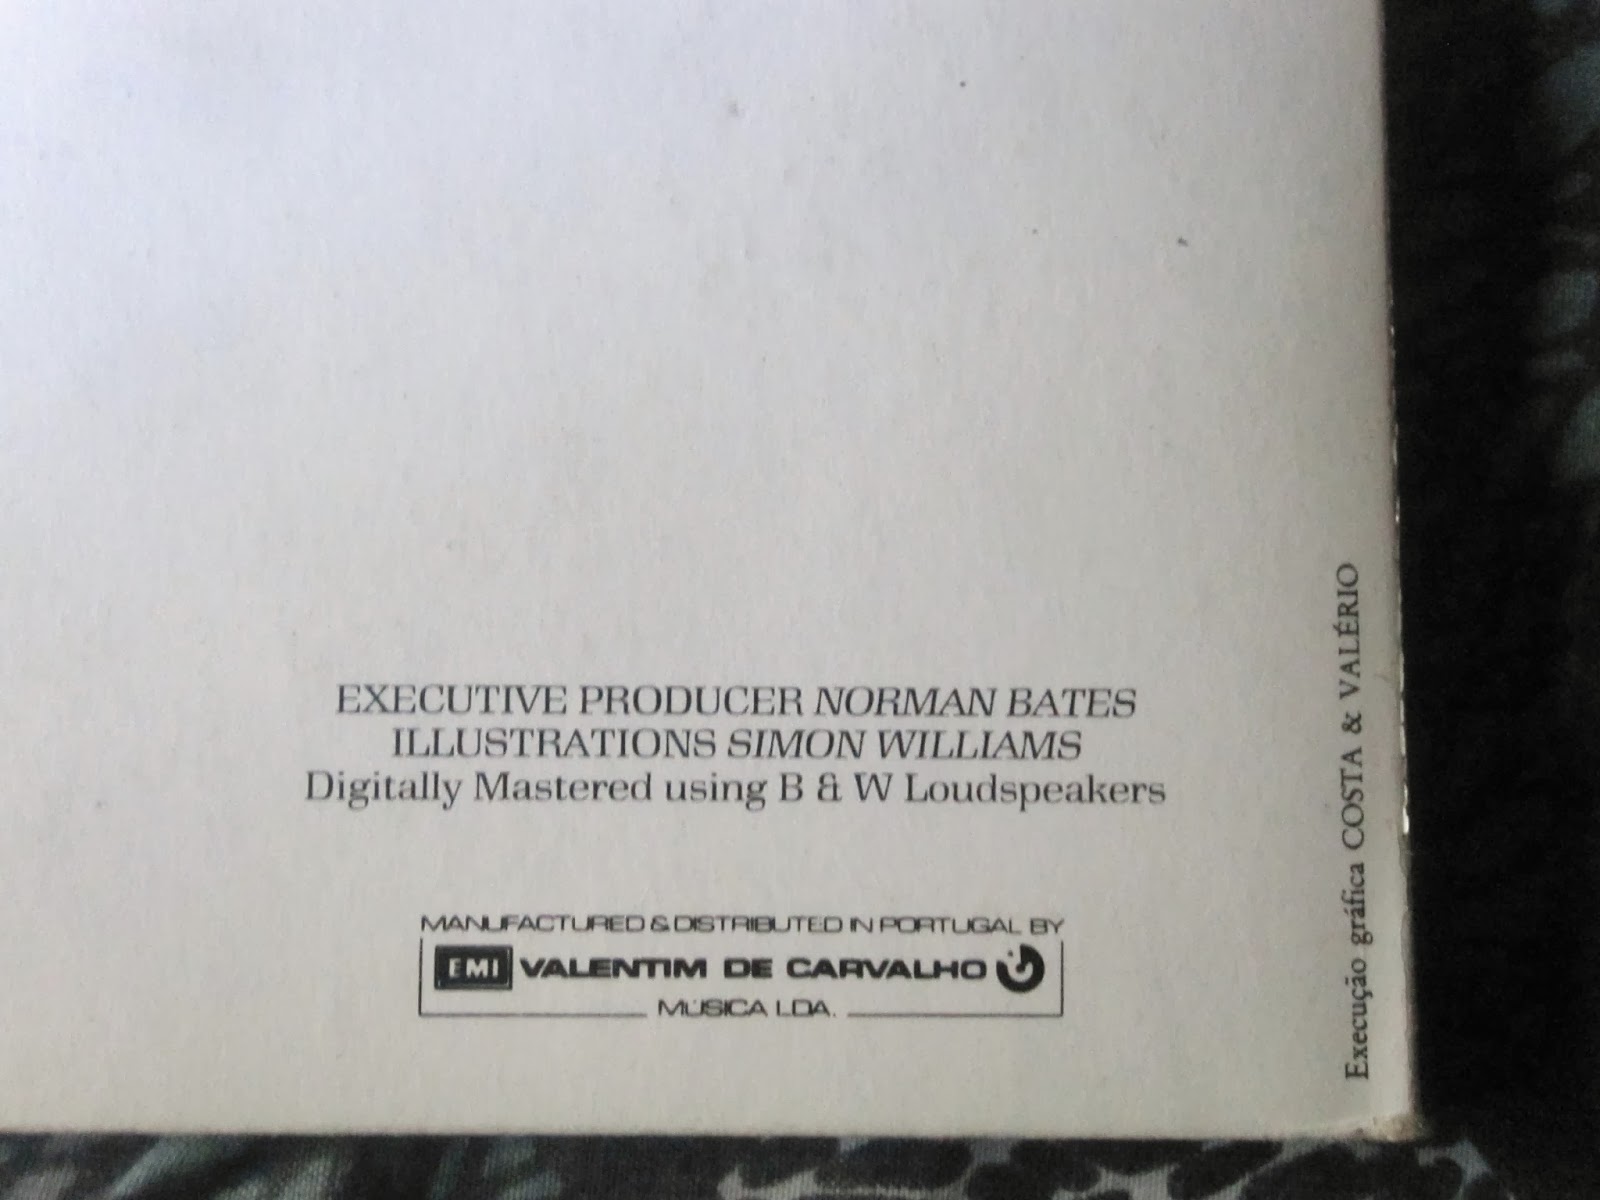 EXECUTIVE PRODUCER NORMAN BATES
ILLUSTRATIONS SIMON WILLIAMS
Digitally Mastered using B & W Loudspeakers
MANUFACTURED & DISTRIBUTED IN PORTUGAL BY
EMI VALENTIM DE CARVALHO
MÚSICA LDA.
Execução gráfica COSTA & VALÉRIO